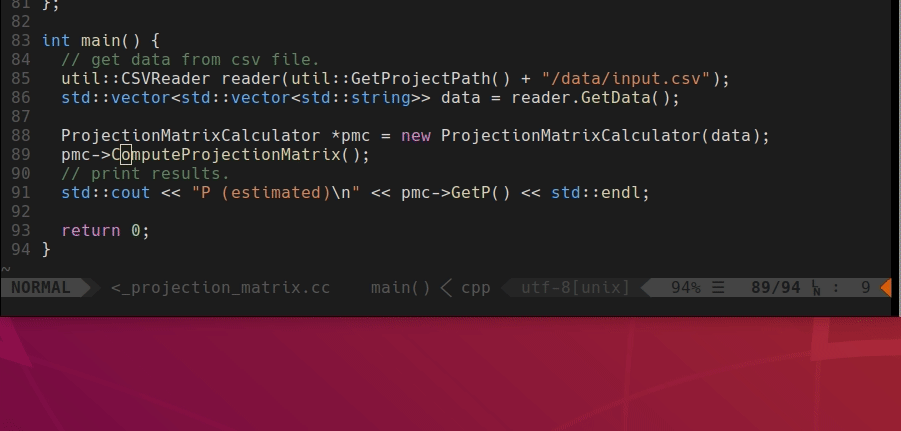 81 };
82
83 int main() {
84   // get data from csv file.
85   util::CSVReader reader(util::GetProjectPath() + "/data/input.csv");
86   std::vector<std::vector<std::string>> data = reader.GetData();
87
88   ProjectionMatrixCalculator *pmc = new ProjectionMatrixCalculator(data);
89   pmc->ComputeProjectionMatrix();
90   // print results.
91   std::cout << "P (estimated)\n" << pmc->GetP() << std::endl;
92
93   return 0;
94 }
~
NORMAL <_projection_matrix.cc main() < cpp utf-8[unix] 94% ☰ 89/94 ㏑ : 9